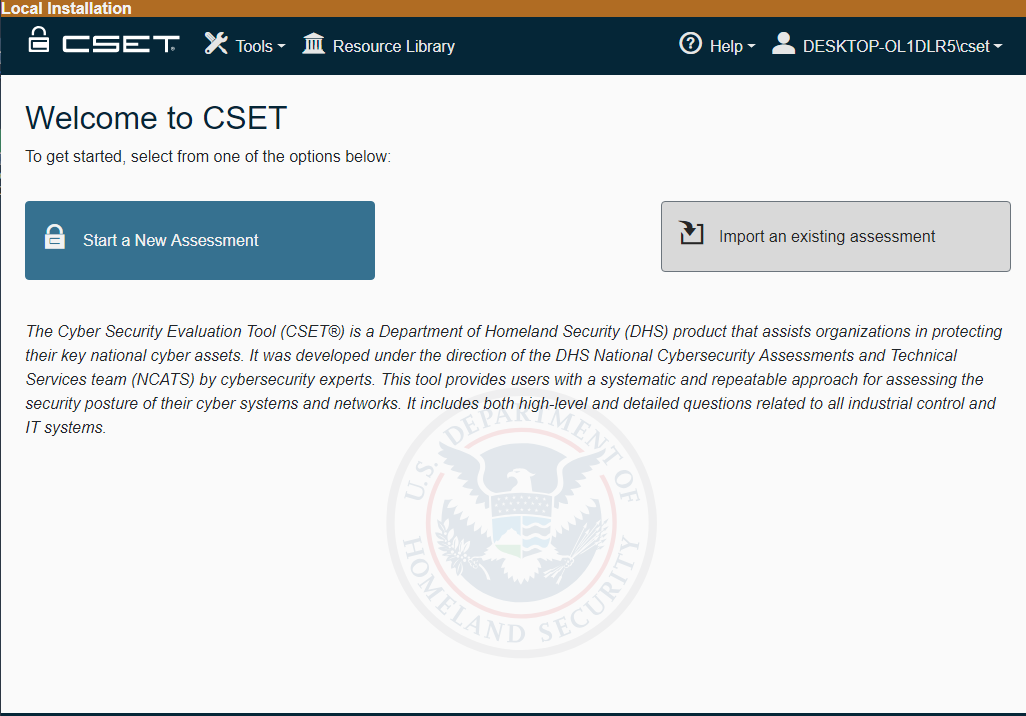 Local Installation
CSET® Tools Resource Library Help DESKTOP-OL1DLR5\cset
Welcome to CSET
To get started, select from one of the options below:
Start a New Assessment
Import an existing assessment
The Cyber Security Evaluation Tool (CSET®) is a Department of Homeland Security (DHS) product that assists organizations in protecting
their key national cyber assets. It was developed under the direction of the DHS National Cybersecurity Assessments and Technical
Services team (NCATS) by cybersecurity experts. This tool provides users with a systematic and repeatable approach for assessing the
security posture of their cyber systems and networks. It includes both high-level and detailed questions related to all industrial control and
IT systems.
U.S. DEPARTMENT OF
HOMELAND SECURITY